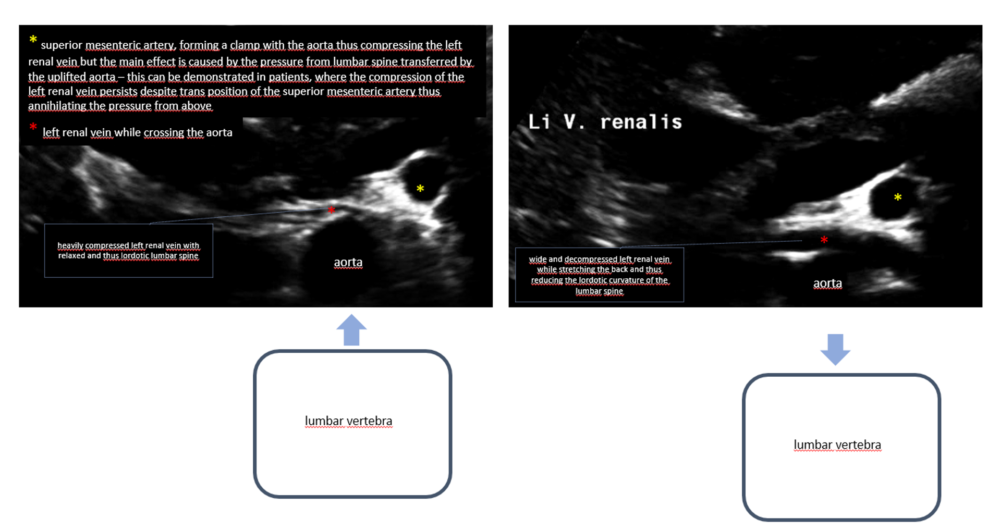 * superior mesenteric artery, forming a clamp with the aorta thus compressing the left
renal vein but the main effect is caused by the pressure from lumbar spine transferred by
the uplifted aorta – this can be demonstrated in patients, where the compression of the
left renal vein persists despite trans position of the superior mesenteric artery thus
annihilating the pressure from above
* left renal vein while crossing the aorta
*
*
heavily compressed left renal vein with
relaxed and thus lordotic lumbar spine
aorta
lumbar vertebra
Li V. renalis
*
*
wide and decompressed left renal vein
while stretching the back and thus
reducing the lordotic curvature of the
lumbar spine
aorta
lumbar vertebra